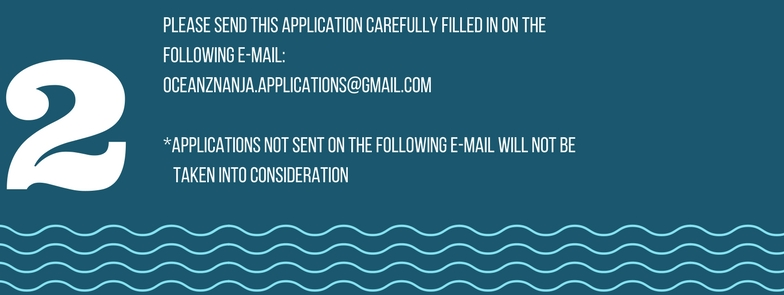 2
PLEASE SEND THIS APPLICATION CAREFULLY FILLED IN ON THE
FOLLOWING E-MAIL:
OCEANZNANJA.APPLICATIONS@GMAIL.COM
*APPLICATIONS NOT SENT ON THE FOLLOWING E-MAIL WILL NOT BE
TAKEN INTO CONSIDERATION